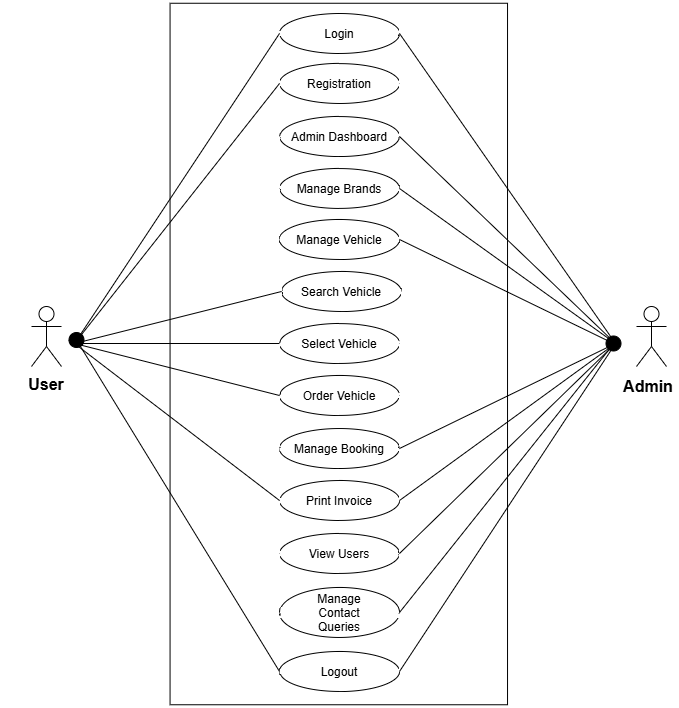 Login
Registration
Admin Dashboard
Manage Brands
Manage Vehicle
Search Vehicle
Select Vehicle
User
Admin
Order Vehicle
Manage Booking
Print Invoice
View Users
Manage
Contact
Queries
Logout